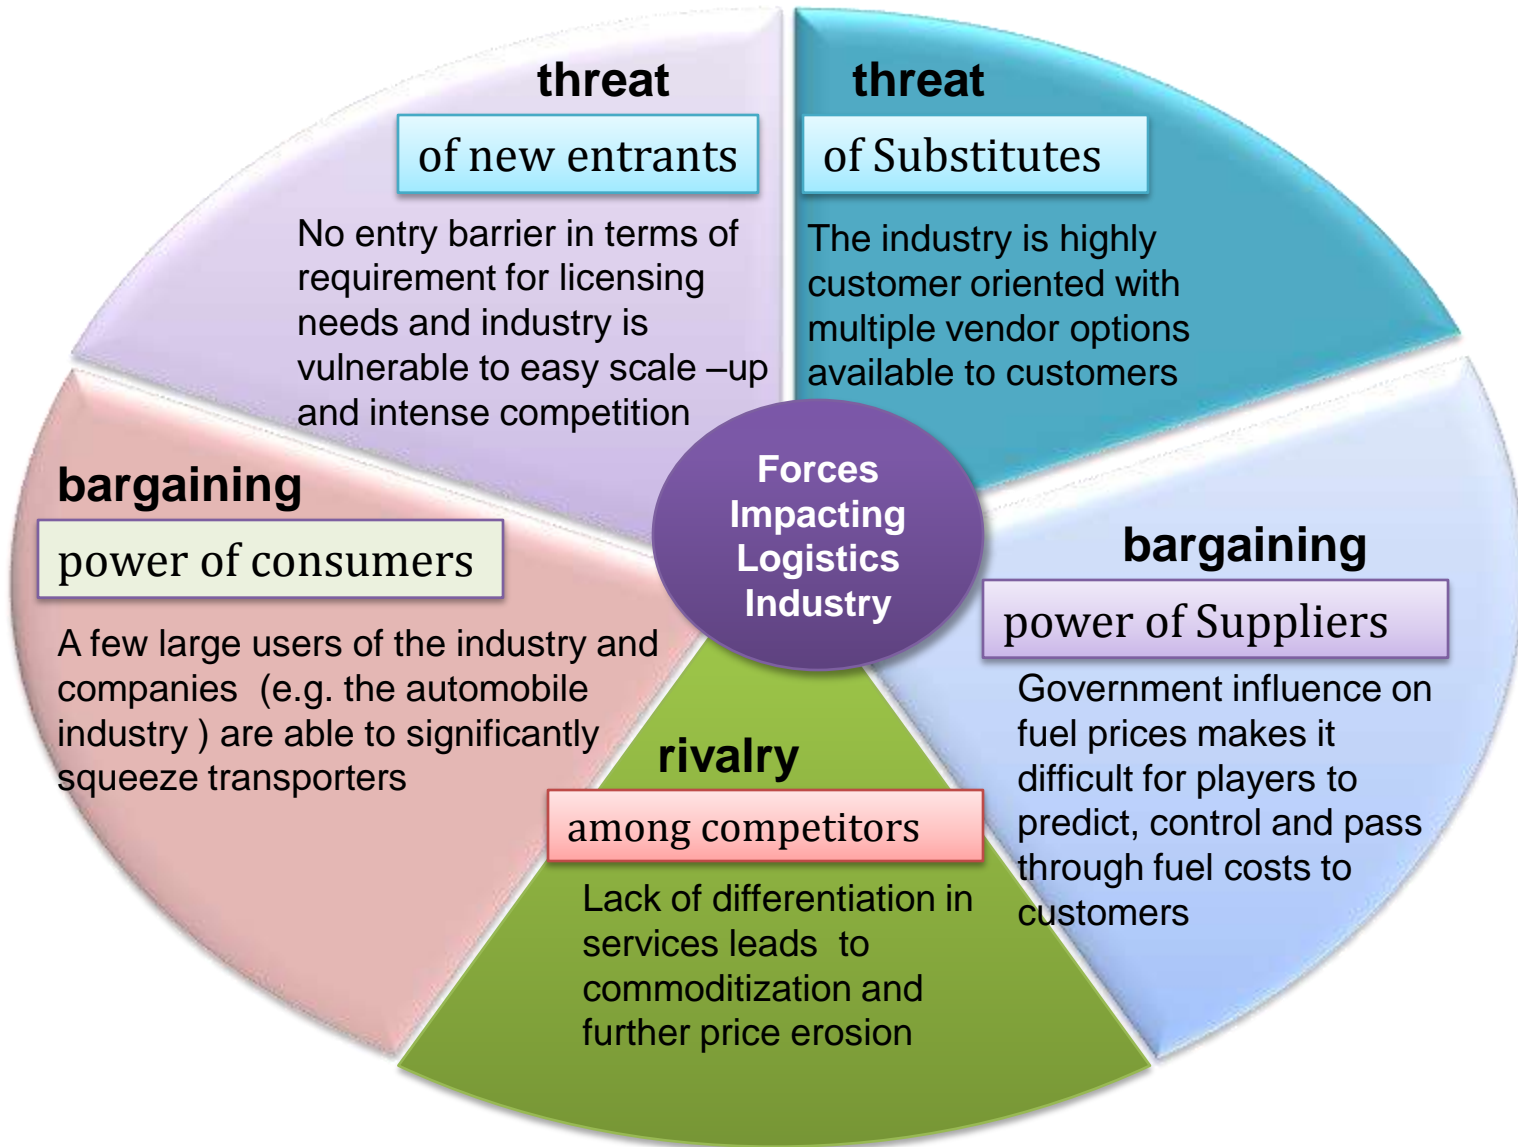 threat
of new entrants
No entry barrier in terms of
requirement for licensing
needs and industry is
vulnerable to easy scale –up
and intense competition
threat
of Substitutes
The industry is highly
customer oriented with
multiple vendor options
available to customers
Forces
Impacting
Logistics
Industry
bargaining
power of consumers
A few large users of the industry and
companies (e.g. the automobile
industry ) are able to significantly
squeeze transporters
bargaining
power of Suppliers
Government influence on
fuel prices makes it
difficult for players to
predict, control and pass
through fuel costs to
customers
rivalry
among competitors
Lack of differentiation in
services leads to
commoditization and
further price erosion